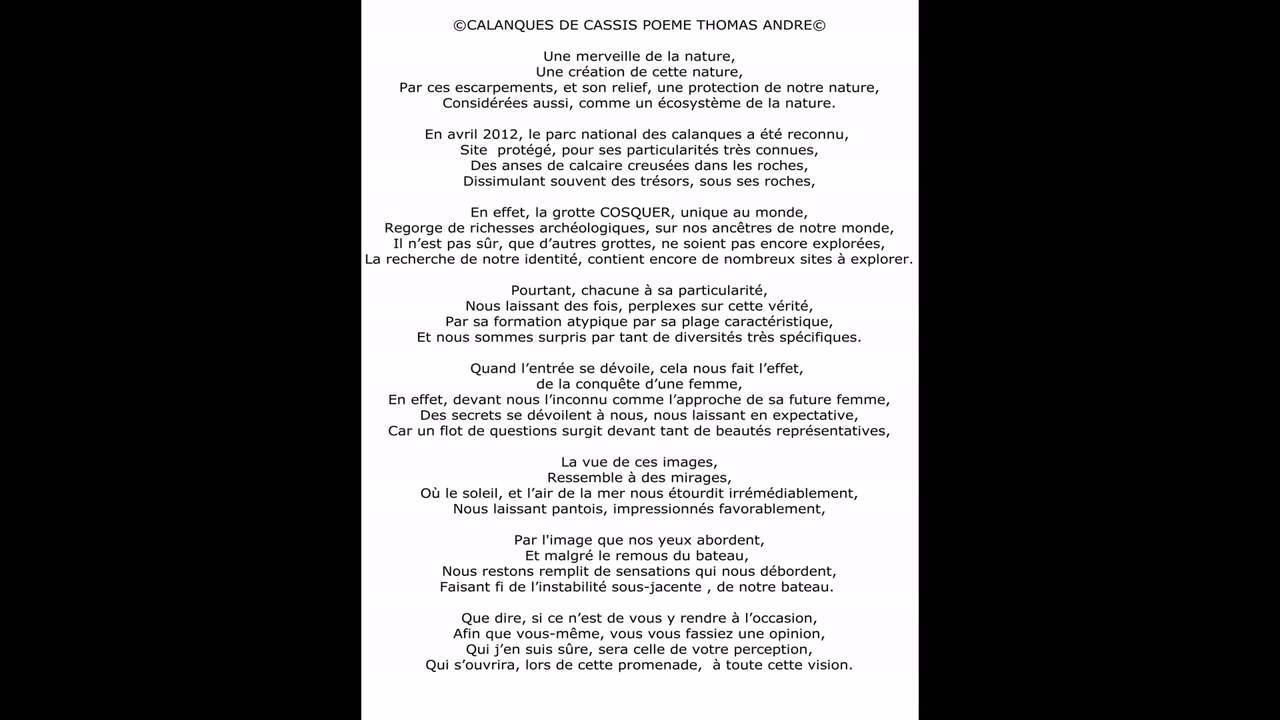 ©CALANQUES DE CASSIS POEME THOMAS ANDRE©
Une merveille de la nature,
Une création de cette nature,
Par ces escarpements, et son relief, une protection de notre nature,
Considérées aussi, comme un écosystème de la nature.
En avril 2012, le parc national des calanques a été reconnu,
Site  protégé, pour ses particularités très connues,
Des anses de calcaire creusées dans les roches,
Dissimulant souvent des trésors, sous ses roches,
En effet, la grotte COSQUER, unique au monde,
Regorge de richesses archéologiques, sur nos ancêtres de notre monde,
Il n’est pas sûr, que d’autres grottes, ne soient pas encore explorées,
La recherche de notre identité, contient encore de nombreux sites à explorer.
Pourtant, chacune à sa particularité,
Nous laissant des fois, perplexes sur cette vérité,
Par sa formation atypique par sa plage caractéristique,
Et nous sommes surpris par tant de diversités très spécifiques.
Quand l’entrée se dévoile, cela nous fait l’effet,
de la conquête d’une femme,
En effet, devant nous l’inconnu comme l’approche de sa future femme,
Des secrets se dévoilent à nous, nous laissant en expectative,
Car un flot de questions surgit devant tant de beautés représentatives,
La vue de ces images,
Ressemble à des mirages,
Où le soleil, et l’air de la mer nous étourdit irrémédiablement,
Nous laissant pantois, impressionnés favorablement,
Par l'image que nos yeux abordent,
Et malgré le remous du bateau,
Nous restons remplit de sensations qui nous débordent,
Faisant fi de l’instabilité sous-jacente , de notre bateau.
Que dire, si ce n’est de vous y rendre à l’occasion,
Afin que vous-même, vous vous fassiez une opinion,
Qui j’en suis sûre, sera celle de votre perception,
Qui s’ouvrira, lors de cette promenade,  à toute cette vision.